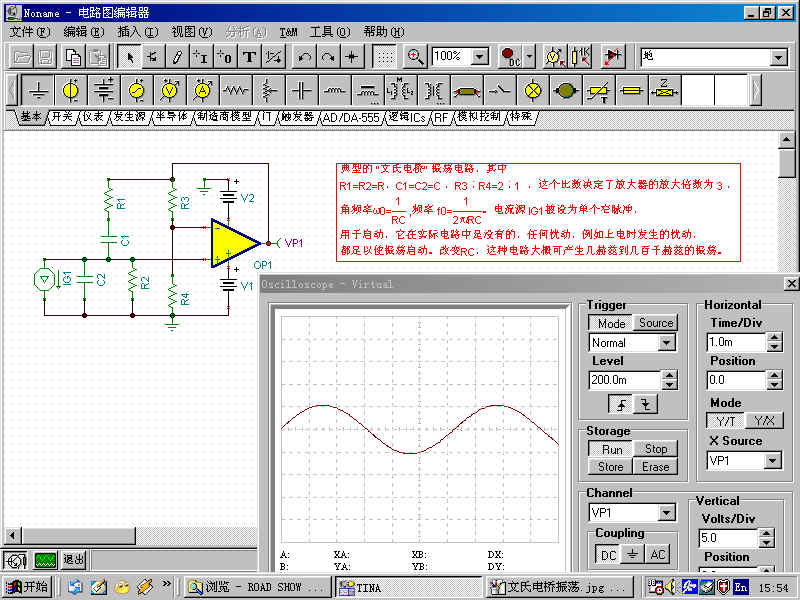 Noname - 电路图编辑器
文件(F) 编辑(E) 插入(I) 视图(V) 分析(A) T&M 工具(O) 帮助(H)
100% DC 地
基本 开关 仪表 发生源 半导体 制造商模型 门 触发器 AD/DA-555 逻辑ICs RF 模拟控制 特殊
典型的 "文氏电桥" 振荡电路，其中
R1=R2=R，C1=C2=C，R3：R4=2：1 ，这个比数决定了放大器的放大倍数为 3，
角频率ω0=1/RC,频率 f0=1/2πRC。电流源 IG1被设为单个窄脉冲，
用于启动，它在实际电路中是没有的，任何扰动，例如上电时发生的扰动，
都足以使振荡启动。改变RC，这种电路大概可产生几赫兹到几百千赫兹的振荡。
R1
R3
V2
C1
VP1
OP1
IG1
C2
R2
R4
V1
Oscilloscope - Virtual
Trigger
Mode Source
Normal
Level
200.0m
Storage
Run Stop
Store Erase
Channel
VP1
Coupling
DC AC
Horizontal
Time/Div
1.0m
Position
0.0
Mode
Y/T Y/X
X Source
VP1
Vertical
Volts/Div
5.0
Position
A: XA: XB: DX:
B: YA: YB: DY:
退出
开始 浏览 - ROAD SHOW ... TINA 文氏电桥振荡.jpg ... En 15:54